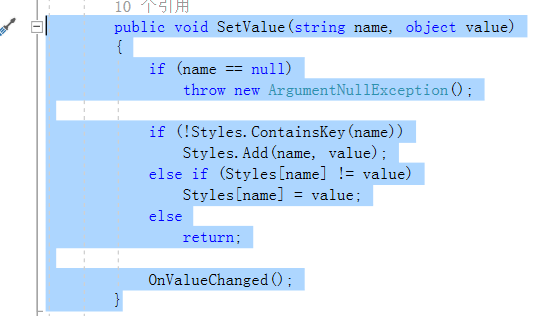 10 个引用
public void SetValue(string name, object value)
{
if (name == null)
throw new ArgumentNullException();
if (!Styles.ContainsKey(name))
Styles.Add(name, value);
else if (Styles[name] != value)
Styles[name] = value;
else
return;
OnValueChanged();
}